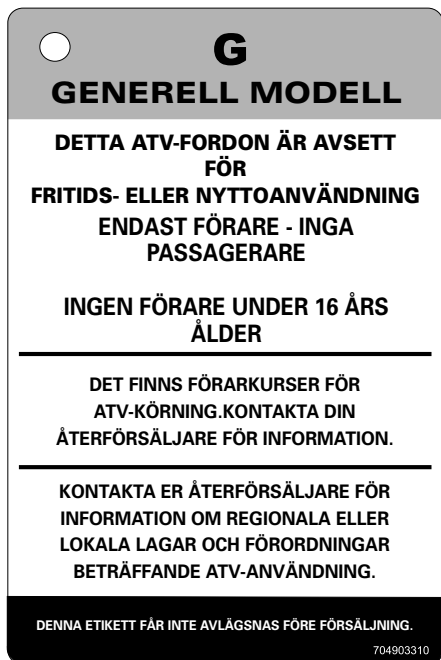 G
GENERELL MODELL
DETTA ATV-FORDON ÄR AVSETT
FÖR
FRITIDS- ELLER NYTTOANVÄNDNING
ENDAST FÖRARE - INGA
PASSAGERARE
INGEN FÖRARE UNDER 16 ÅRS
ÅLDER
DET FINNS FÖRARKURSER FÖR
ATV-KÖRNING.KONTAKTA DIN
ÅTERFÖRSÄLJARE FÖR INFORMATION.
KONTAKTA ER ÅTERFÖRSÄLJARE FÖR
INFORMATION OM REGIONALA ELLER
LOKALA LAGAR OCH FÖRORDNINGAR
BETRÄFFANDE ATV-ANVÄNDNING.
DENNA ETIKETT FÅR INTE AVLÄGSNAS FÖRE FÖRSÄLJNING.
704903310